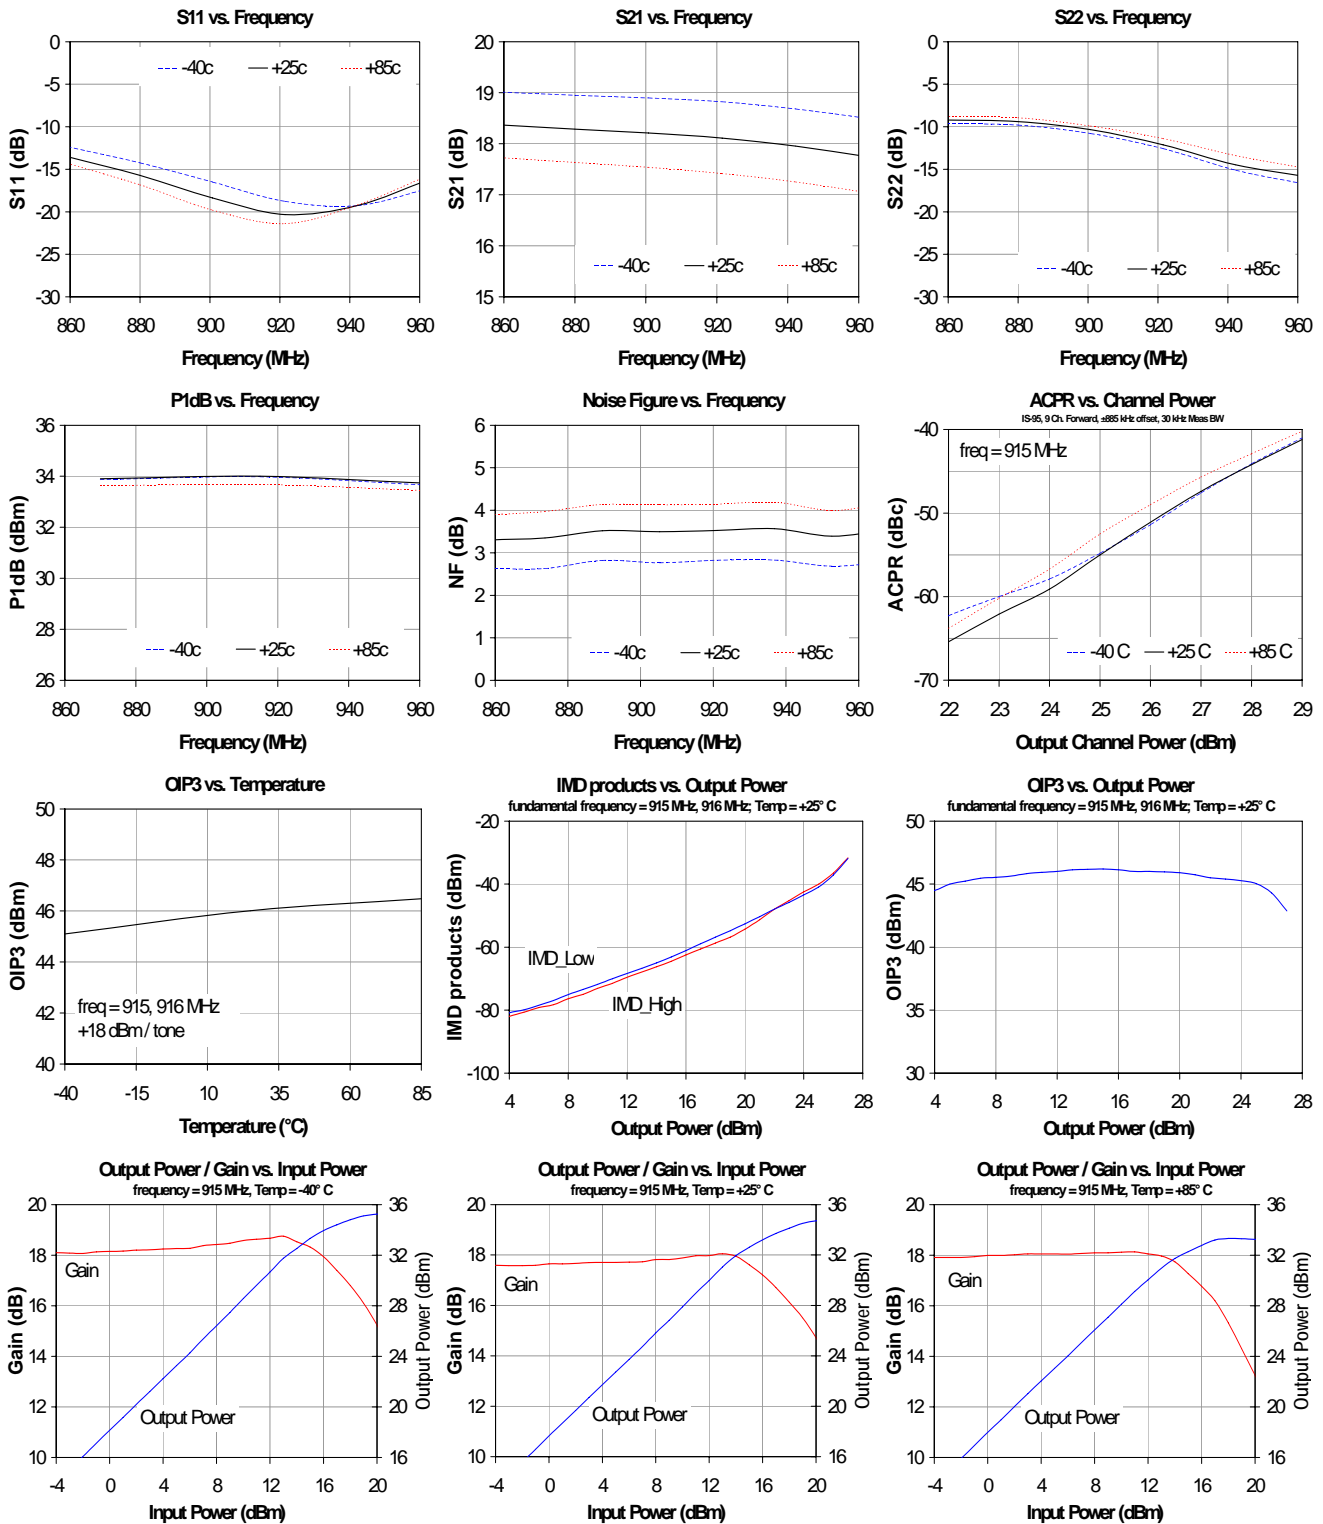 S11 vs. Frequency
0
-5
-10
-15
-20
-25
-30
S11 (dB)
-40c +25c +85c
860 880 900 920 940 960
Frequency (MHz)
S21 vs. Frequency
20
19
18
17
16
15
S21 (dB)
-40c +25c +85c
860 880 900 920 940 960
Frequency (MHz)
S22 vs. Frequency
0
-5
-10
-15
-20
-25
-30
S22 (dB)
-40c +25c +85c
860 880 900 920 940 960
Frequency (MHz)
P1dB vs. Frequency
36
34
32
30
28
26
P1dB (dBm)
-40c +25c +85c
860 880 900 920 940 960
Frequency (MHz)
Noise Figure vs. Frequency
6
5
4
3
2
1
0
NF (dB)
-40c +25c +85c
860 880 900 920 940 960
Frequency (MHz)
ACPR vs. Channel Power
IS-95, 9 Ch. Forward, ±885 kHz offset, 30 kHz Meas BW
-40
-50
-60
-70
ACPR (dBc)
freq = 915 MHz
-40 C +25 C +85 C
22 23 24 25 26 27 28 29
Output Channel Power (dBm)
OIP3 vs. Temperature
50
48
46
44
42
40
OIP3 (dBm)
freq = 915, 916 MHz
+18 dBm / tone
-40 -15 10 35 60 85
Temperature (°C)
IMD products vs. Output Power
fundamental frequency = 915 MHz, 916 MHz; Temp = +25° C
-20
-40
-60
-80
-100
IMD products (dBm)
IMD_Low
IMD_High
4 8 12 16 20 24 28
Output Power (dBm)
OIP3 vs. Output Power
fundamental frequency = 915 MHz, 916 MHz; Temp = +25° C
50
45
40
35
30
OIP3 (dBm)
4 8 12 16 20 24 28
Output Power (dBm)
Output Power / Gain vs. Input Power
frequency = 915 MHz, Temp = -40° C
20
18
16
14
12
10
Gain (dB)
Gain
Output Power
36
32
28
24
20
16
Output Power (dBm)
-4 0 4 8 12 16 20
Input Power (dBm)
Output Power / Gain vs. Input Power
frequency = 915 MHz, Temp = +25° C
20
18
16
14
12
10
Gain (dB)
Gain
Output Power
36
32
28
24
20
16
Output Power (dBm)
-4 0 4 8 12 16 20
Input Power (dBm)
Output Power / Gain vs. Input Power
frequency = 915 MHz, Temp = +85° C
20
18
16
14
12
10
Gain (dB)
Gain
Output Power
36
32
28
24
20
16
Output Power (dBm)
-4 0 4 8 12 16 20
Input Power (dBm)